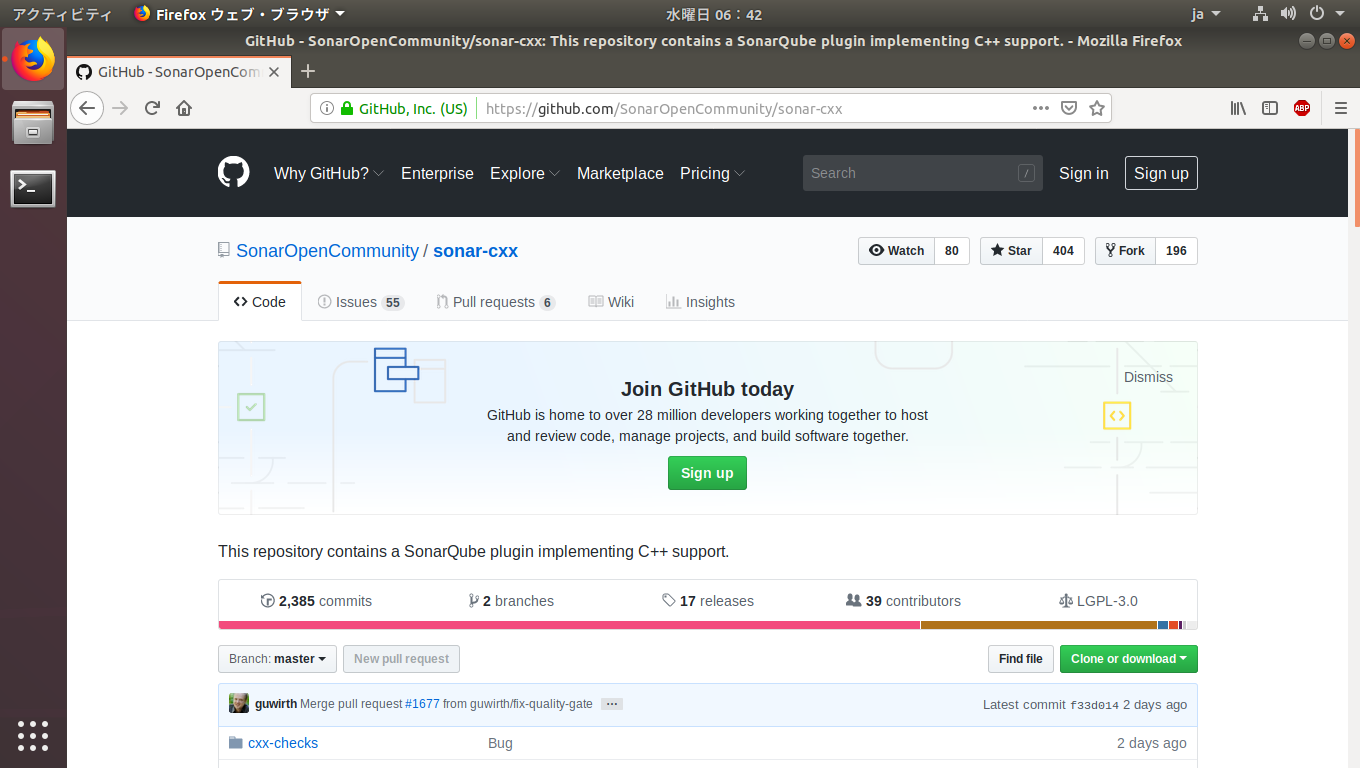 アクティビティ Firefox ウェブ・ブラウザ 水曜日 06：42 ja
GitHub - SonarOpenCommunity/sonar-cxx: This repository contains a SonarQube plugin implementing C++ support. - Mozilla Firefox
GitHub - SonarOpenCom
GitHub, Inc. (US) https://github.com/SonarOpenCommunity/sonar-cxx ABP
Why GitHub? Enterprise Explore Marketplace Pricing Search / Sign in Sign up
SonarOpenCommunity / sonar-cxx Watch 80 Star 404 Fork 196
Code Issues 55 Pull requests 6 Wiki Insights
Dismiss
Join GitHub today
GitHub is home to over 28 million developers working together to host
and review code, manage projects, and build software together.
Sign up
This repository contains a SonarQube plugin implementing C++ support.
2,385 commits 2 branches 17 releases 39 contributors LGPL-3.0
Branch: master New pull request Find file Clone or download
guwirth Merge pull request #1677 from guwirth/fix-quality-gate … Latest commit f33d014 2 days ago
cxx-checks Bug 2 days ago